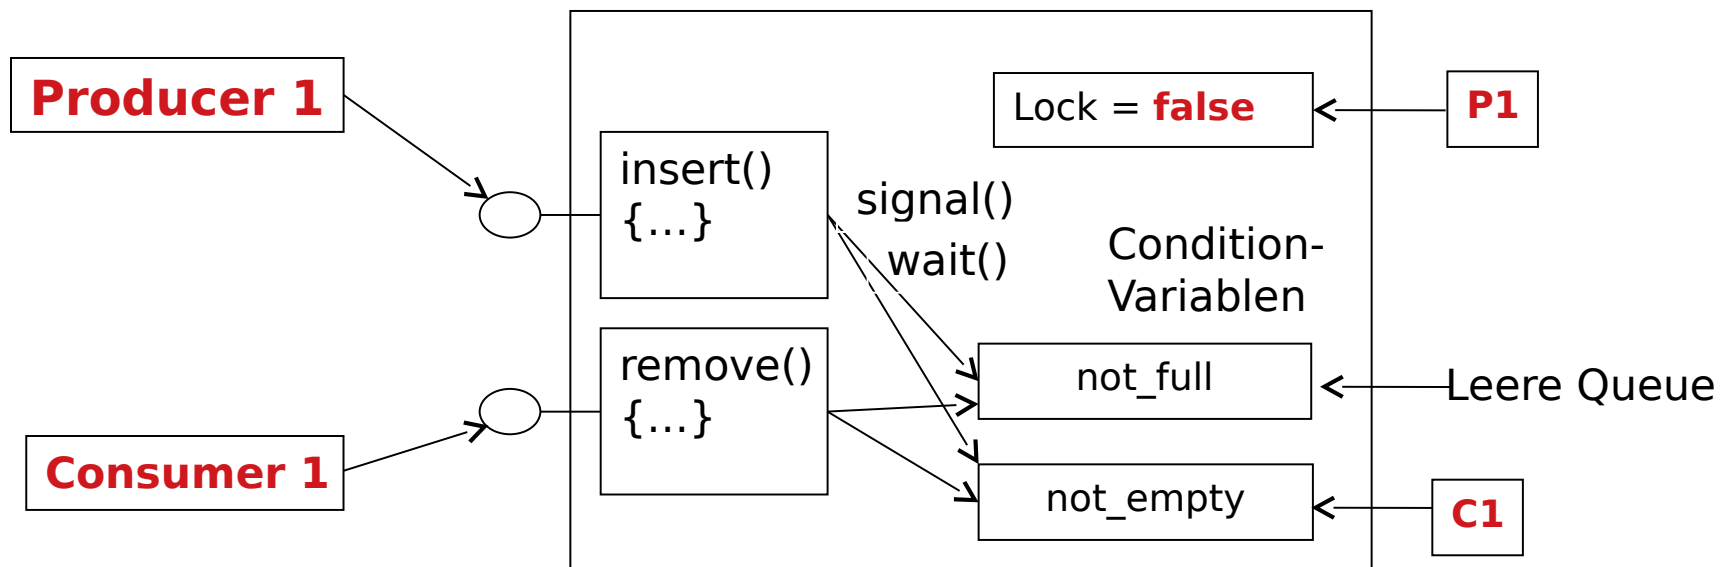 Producer 1
Lock = false
P1
insert()
{...}
signal()
wait()
Condition-
Variablen
remove()
{...}
not_full
Leere Queue
Consumer 1
not_empty
C1